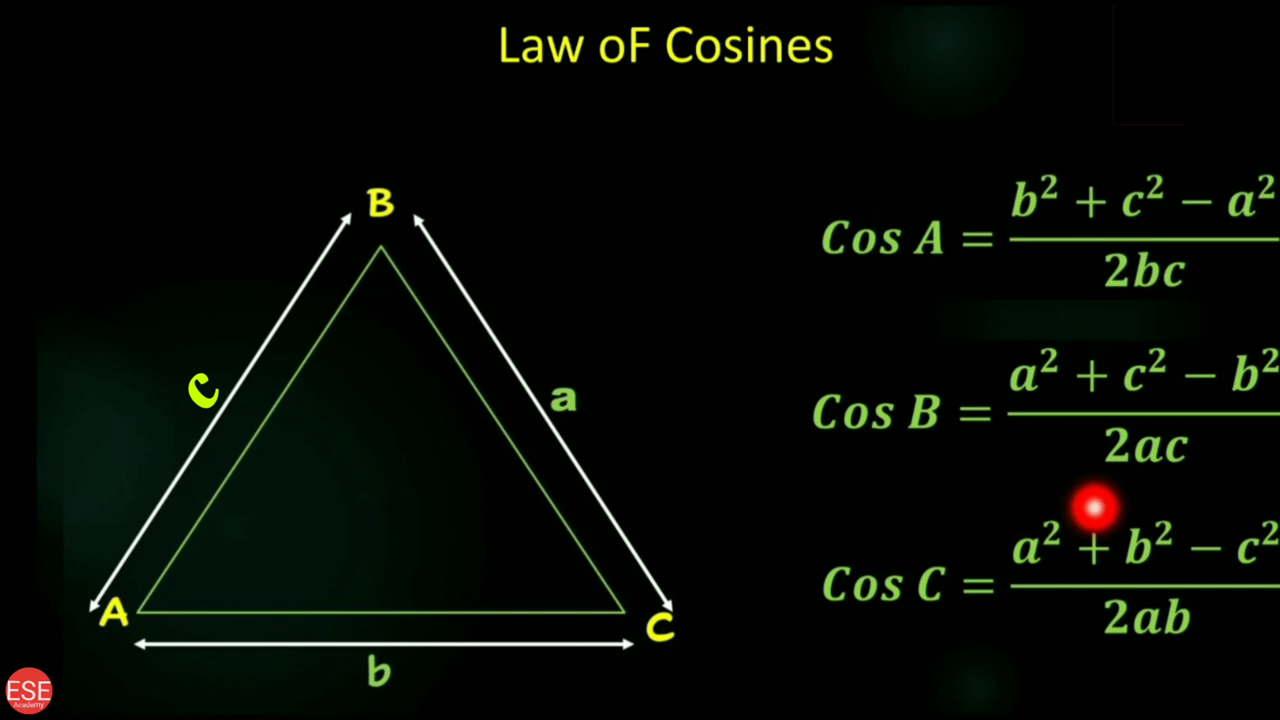 Law oF Cosines
B
c
a
A
C
b
Cos A = b² + c² − a² / 2bc
Cos B = a² + c² − b² / 2ac
Cos C = a² + b² − c² / 2ab
ESE
Academy